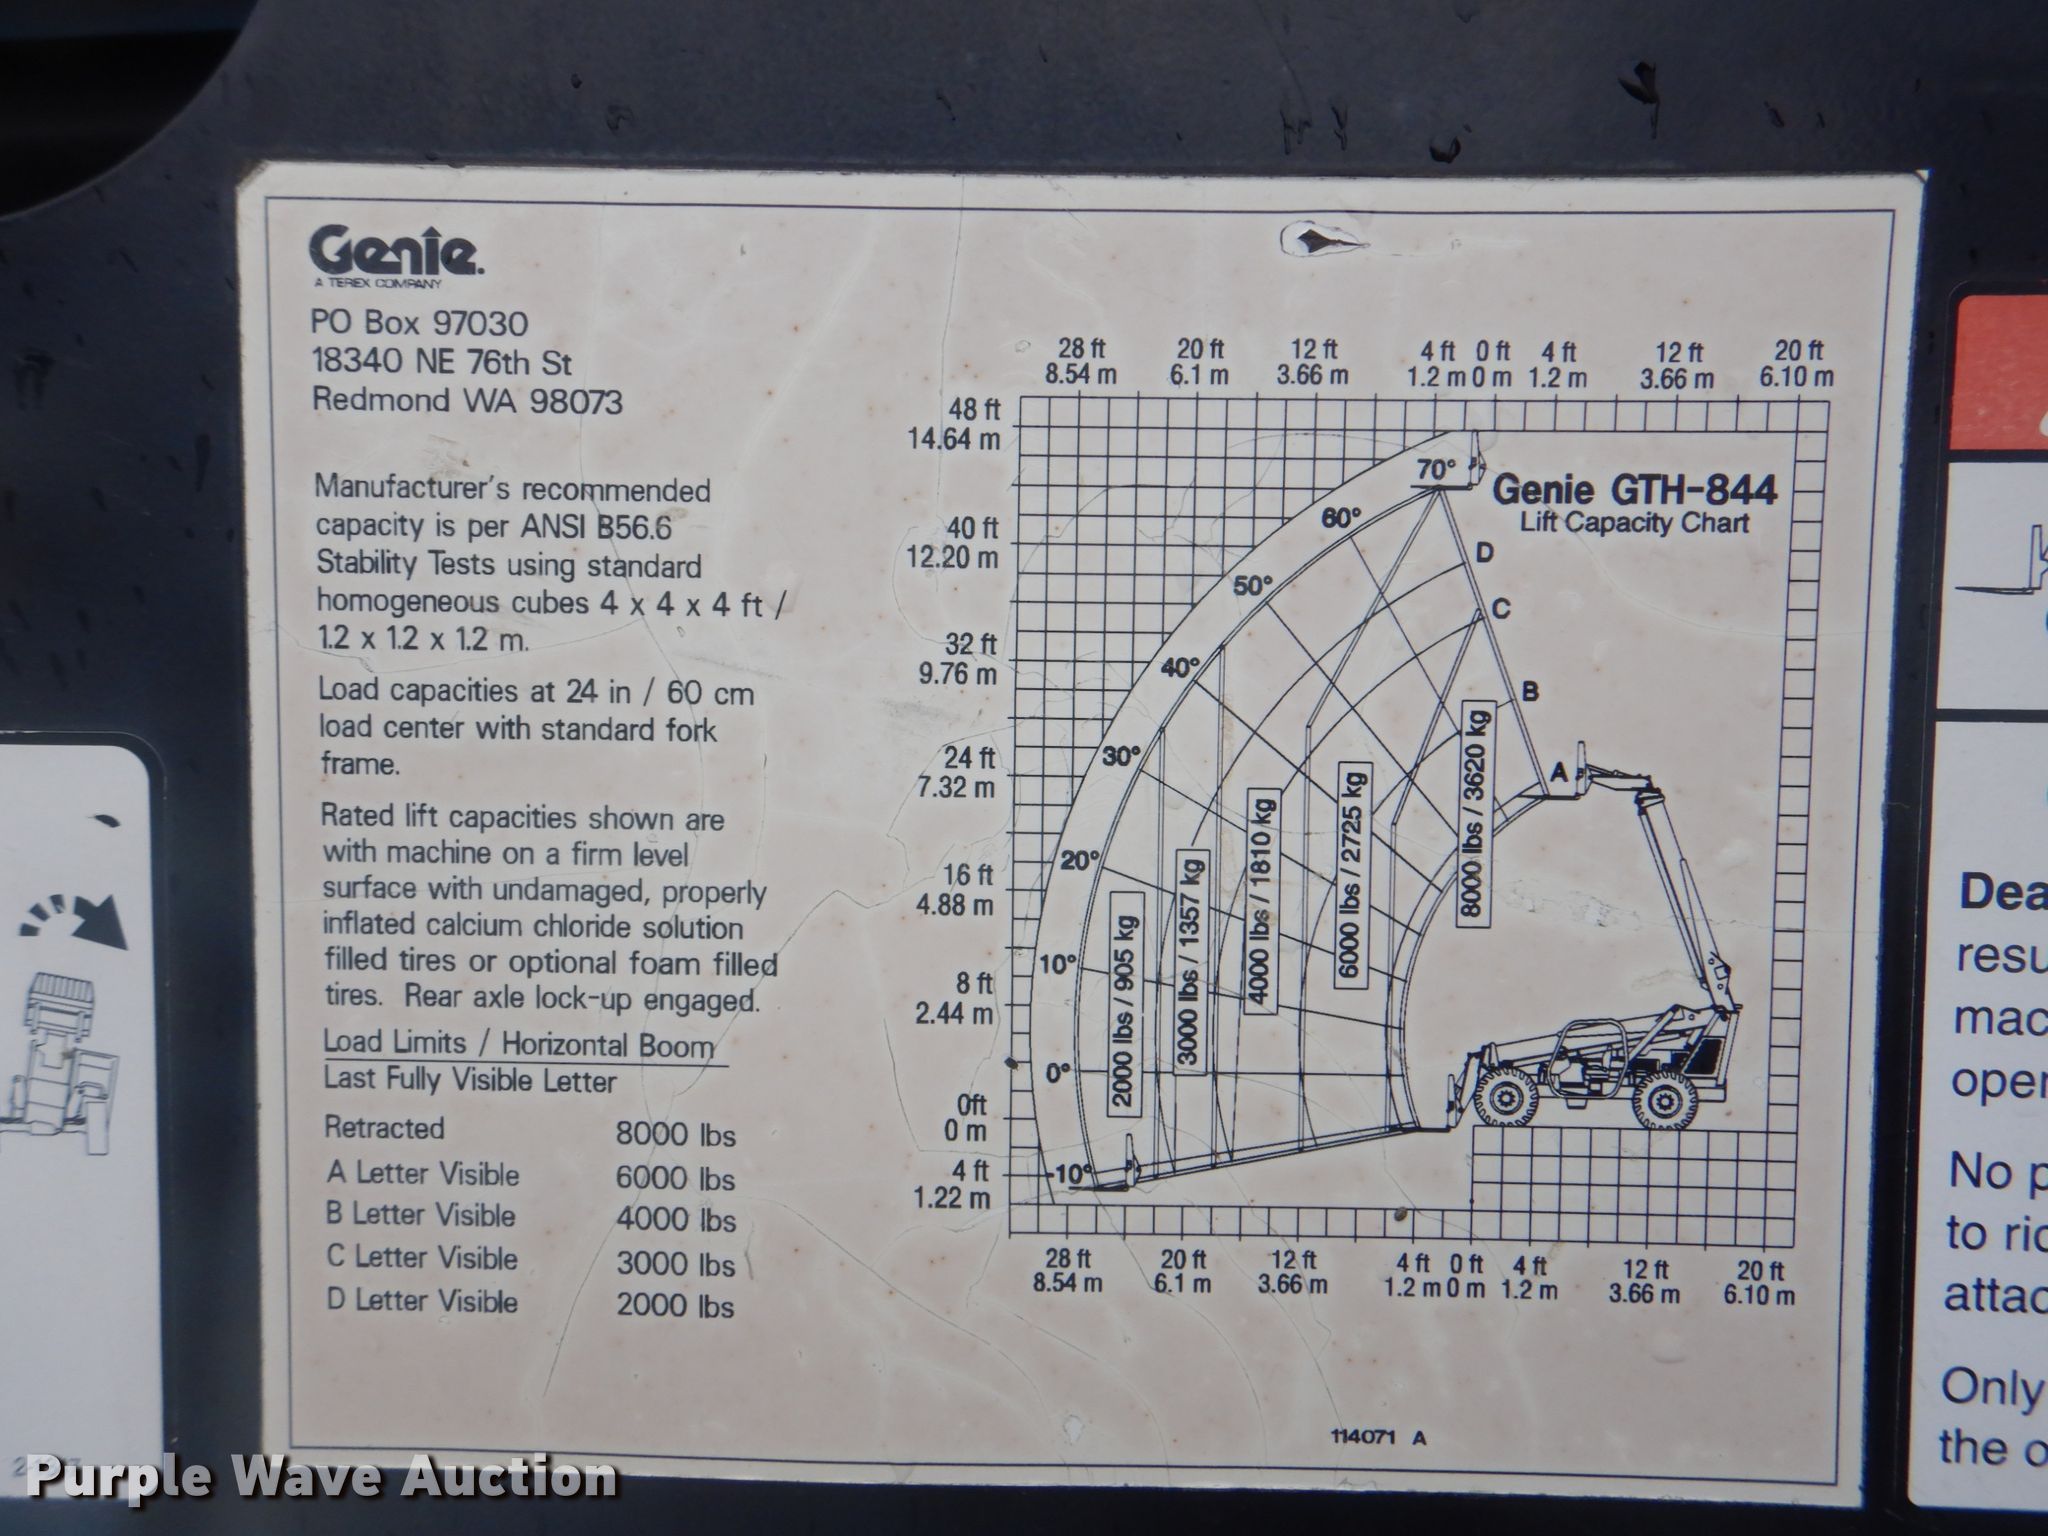 Genie.
A TEREX COMPANY
PO Box 97030
18340 NE 76th St
Redmond WA 98073
Manufacturer's recommended
capacity is per ANSI B56.6
Stability Tests using standard
homogeneous cubes 4 x 4 x 4 ft /
1.2 x 1.2 x 1.2 m.
Load capacities at 24 in / 60 cm
load center with standard fork
frame.
Rated lift capacities shown are
with machine on a firm level
surface with undamaged, properly
inflated calcium chloride solution
filled tires or optional foam filled
tires. Rear axle lock-up engaged.
Load Limits / Horizontal Boom
Last Fully Visible Letter
Retracted 8000 lbs
A Letter Visible 6000 lbs
B Letter Visible 4000 lbs
C Letter Visible 3000 lbs
D Letter Visible 2000 lbs
28 ft 20 ft 12 ft 4 ft 0 ft 4 ft 12 ft 20 ft
8.54 m 6.1 m 3.66 m 1.2 m 0 m 1.2 m 3.66 m 6.10 m
48 ft
14.64 m
40 ft
12.20 m
32 ft
9.76 m
24 ft
7.32 m
16 ft
4.88 m
8 ft
2.44 m
0ft
0 m
4 ft
1.22 m
Genie GTH-844
Lift Capacity Chart
70°
60°
50°
40°
30°
20°
10°
0°
-10°
D
C
B
A
2000 lbs / 905 kg
3000 lbs / 1357 kg
4000 lbs / 1810 kg
6000 lbs / 2725 kg
8000 lbs / 3620 kg
28 ft 20 ft 12 ft 4 ft 0 ft 4 ft 12 ft 20 ft
8.54 m 6.1 m 3.66 m 1.2 m 0 m 1.2 m 3.66 m 6.10 m
114071 A
Dea
resu
mac
oper
No p
to ric
attac
Only
the o
Purple Wave Auction